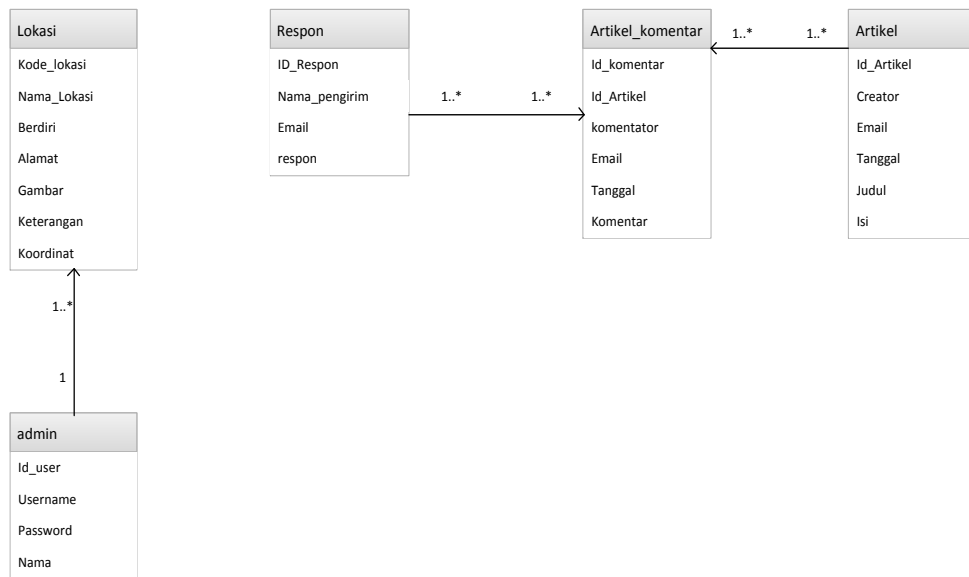 Lokasi
Kode_lokasi
Nama_Lokasi
Berdiri
Alamat
Gambar
Keterangan
Koordinat
1..*
1
admin
Id_user
Username
Password
Nama
Respon
ID_Respon
Nama_pengirim
Email
respon
1..* 1..*
Artikel_komentar
Id_komentar
Id_Artikel
komentator
Email
Tanggal
Komentar
1..* 1..*
Artikel
Id_Artikel
Creator
Email
Tanggal
Judul
Isi